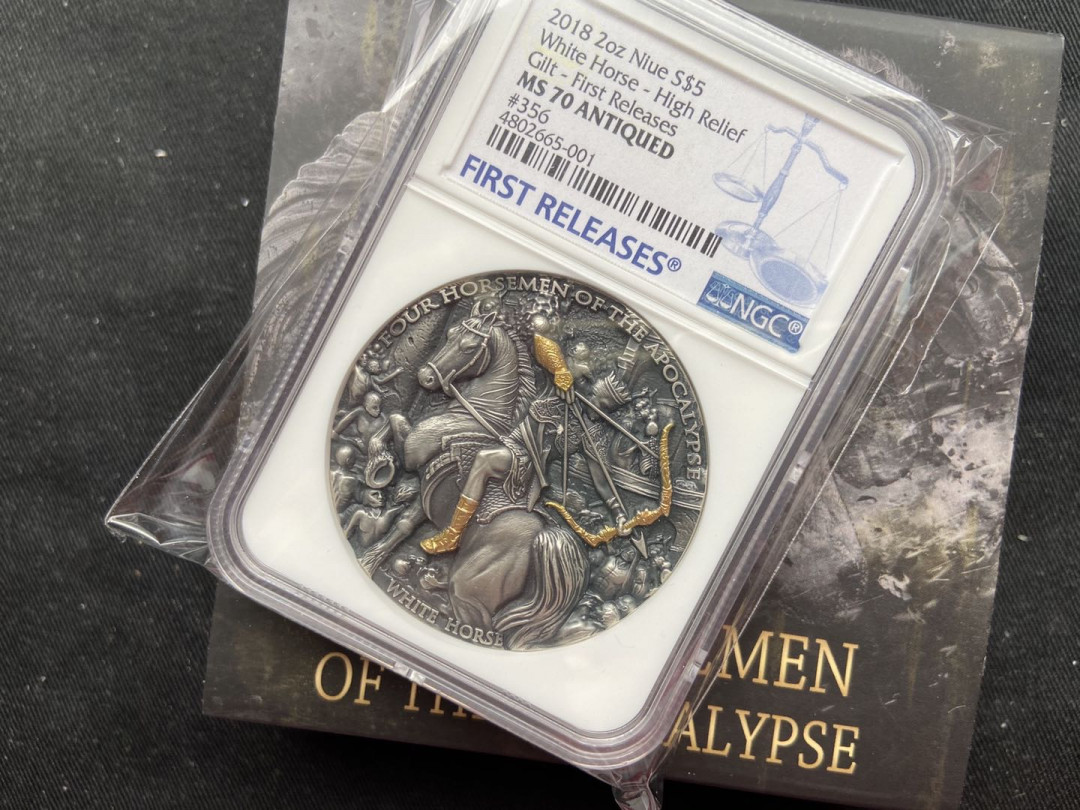 2018 2oz Niue S$5
White Horse - High Relief
Gilt - First Releases
MS 70 ANTIQUED
#356
4802665-001
FIRST RELEASES®
NGC®
FOUR HORSEMEN OF THE APOCALYPSE
WHITE HORSE
EMEN
OF TH
ALYPSE